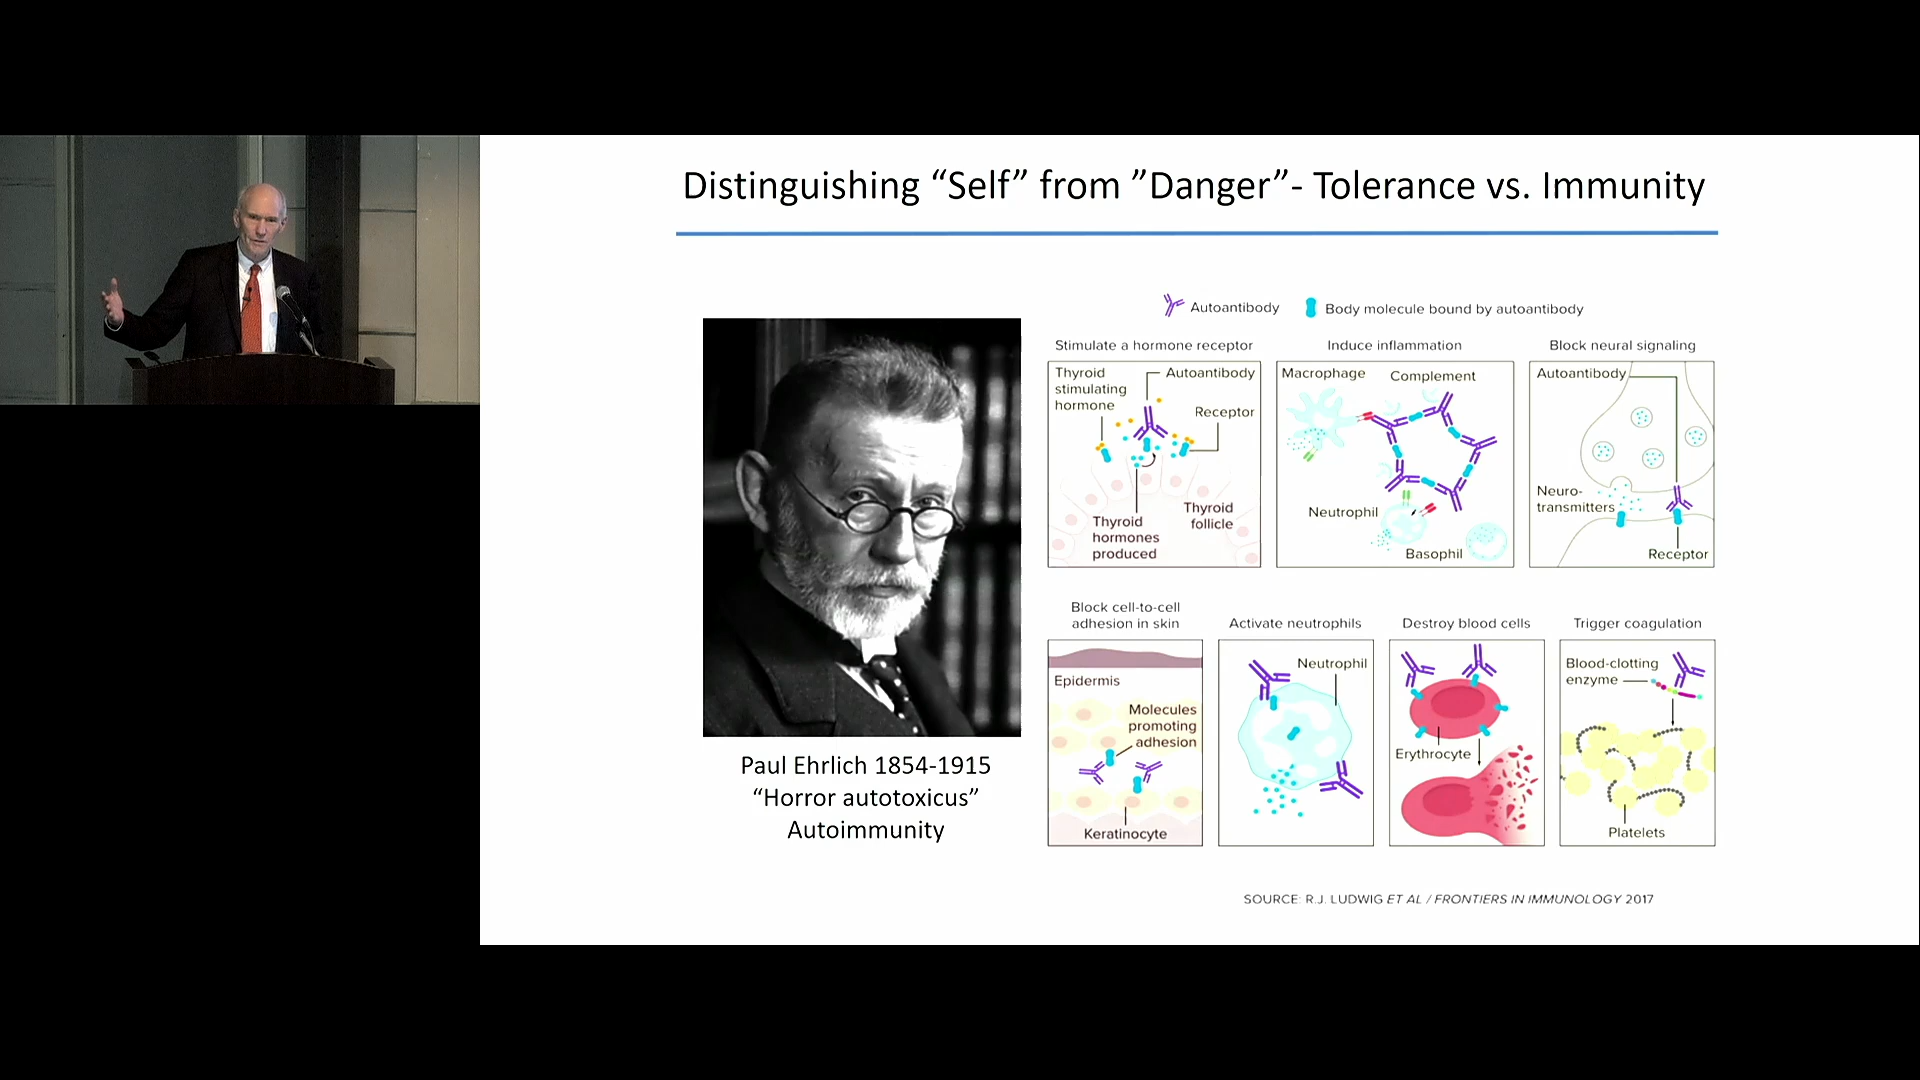 Distinguishing “Self” from ”Danger”- Tolerance vs. Immunity
Autoantibody
Body molecule bound by autoantibody
Stimulate a hormone receptor
Thyroid
stimulating
hormone
Autoantibody
Receptor
Thyroid
hormones
produced
Thyroid
follicle
Induce inflammation
Macrophage
Complement
Neutrophil
Basophil
Block neural signaling
Autoantibody
Neuro-
transmitters
Receptor
Block cell-to-cell
adhesion in skin
Epidermis
Molecules
promoting
adhesion
Keratinocyte
Activate neutrophils
Neutrophil
Destroy blood cells
Erythrocyte
Trigger coagulation
Blood-clotting
enzyme
Platelets
Paul Ehrlich 1854-1915
“Horror autotoxicus”
Autoimmunity
SOURCE: R.J. LUDWIG ET AL / FRONTIERS IN IMMUNOLOGY 2017